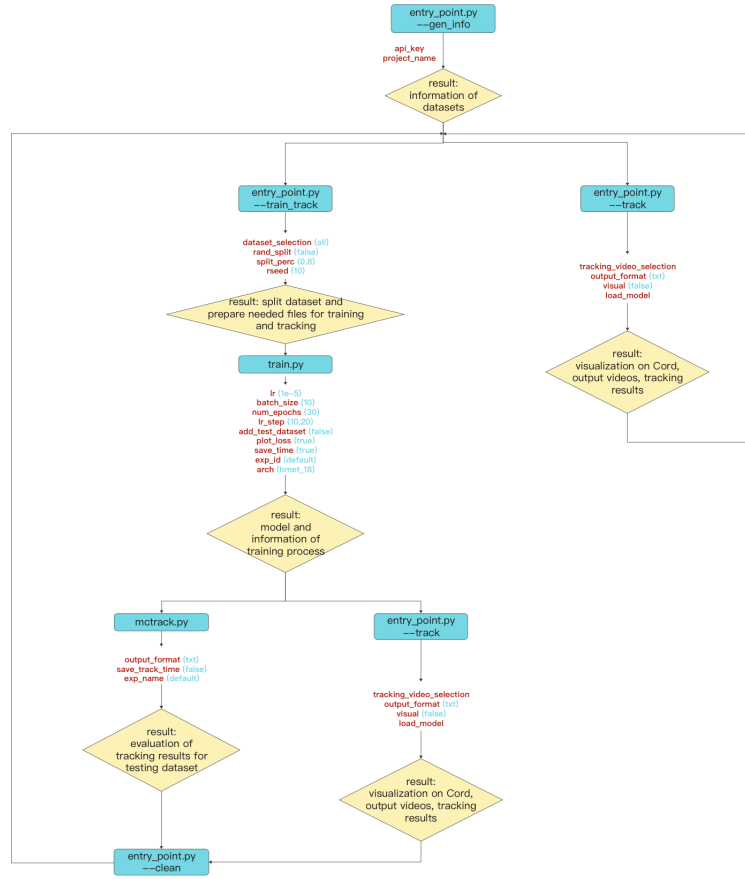 entry_point.py
--gen_info
api_key
project_name
result:
information of
datasets
entry_point.py
--train_track
dataset_selection (all)
rand_split (false)
split_perc (0.8)
rseed (10)
result: split dataset and
prepare needed files for training
and tracking
train.py
lr (1e-5)
batch_size (10)
num_epochs (30)
lr_step (10,20)
add_test_dataset (false)
plot_loss (true)
save_time (true)
exp_id (default)
arch (hrnet_18)
result:
model and
information of
training process
entry_point.py
--track
tracking_video_selection
output_format (txt)
visual (false)
load_model
result:
visualization on Cord,
output videos, tracking
results
mctrack.py
output_format (txt)
save_track_time (false)
exp_name (default)
result:
evaluation of
tracking results for
testing dataset
entry_point.py
--track
tracking_video_selection
output_format (txt)
visual (false)
load_model
result:
visualization on Cord,
output videos, tracking
results
entry_point.py
--clean